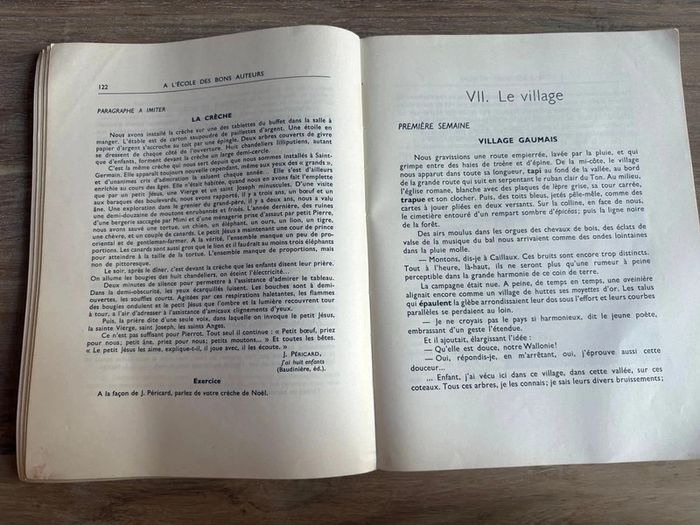 122
A L'ÉCOLE DES BONS AUTEURS
PARAGRAPHE A IMITER
LA CRÈCHE
Nous avons installé la crèche sur une des tablettes du buffet dans la salle à
manger. L'étable est de carton saupoudré de paillettes d'argent. Une étoile en
papier d'argent s'accroche au toit par une épingle. Deux arbres couverts de givre
se dressent de chaque côté de l'ouverture. Huit chandeliers lilliputiens, autant
que d'enfants, forment devant la crèche un large demi-cercle.
C'est la même crèche qui nous sert depuis que nous sommes installés à Saint-
Germain. Elle apparaît toujours nouvelle cependant, même aux yeux des « grands »,
et d'unanimes cris d'admiration la saluent chaque année... Elle s'est d'ailleurs
enrichie au cours des âges. Elle n'était habitée, quand nous en avons fait l'emplette
que par un petit Jésus, une Vierge et un saint Joseph minuscules. D'une visite
aux baraques des boulevards, nous avons rapporté, il y a trois ans, un bœuf et un
âne. Une exploration dans le grenier du grand-père, il y a deux ans, nous a valu
une demi-douzaine de moutons enrubannés et frisés. L'année dernière, des ruines
d'une bergerie saccagée par Mimi et d'une ménagerie prise d'assaut par petit Pierre,
nous avons sauvé une tortue, un chien, un éléphant, un ours, un lion, un tigre,
une chèvre, et un couple de canards. Le petit Jésus a maintenant une cour de prince
oriental et de gentleman-farmer. A la vérité, l'ensemble manque un peu de pro-
portions. Les canards sont aussi gros que le lion et il faudrait au moins trois éléphants
pour atteindre à la taille de la tortue. L'ensemble manque de proportions, mais
non de pittoresque.
Le soir, après le dîner, c'est devant la crèche que les enfants disent leur prière.
On allume les bougies des huit chandeliers, on éteint l'électricité...
Deux minutes de silence pour permettre à l'assistance d'admirer le tableau.
Dans la demi-obscurité, les yeux écarquillés luisent. Les bouches sont à demi-
ouvertes, les souffles courts. Agitées par ces respirations haletantes, les flammes
des bougies ondulent et le petit Jésus que l'ombre et la lumière recouvrent tour
à tour, a l'air d'adresser à l'assistance d'amicaux clignements d'yeux.
Puis, la prière dite d'une seule voix, dans laquelle on invoque le petit Jésus,
la sainte Vierge, saint Joseph, les saints Anges.
Ce n'est pas suffisant pour Pierrot. Tout seul il continue : « Petit bœuf, priez
pour nous; petit âne, priez pour nous; petits moutons... » Et toutes les bêtes.
« Le petit Jésus les aime, explique-t-il, il joue avec, il les écoute. »
J. PÉRICARD,
J'ai huit enfants
(Baudinière, éd.).
Exercice
A la façon de J. Péricard, parlez de votre crèche de Noël.
VII. Le village
PREMIÈRE SEMAINE
VILLAGE GAUMAIS
Nous gravissions une route empierrée, lavée par la pluie, et qui
grimpe entre des haies de troène et d'épine. De la mi-côte, le village
nous apparut dans toute sa longueur, tapi au fond de la vallée, au bord
de la grande route qui suit en serpentant le ruban clair du Ton. Au milieu,
l'église romane, blanche avec des plaques de lèpre grise, sa tour carrée,
trapue et son clocher. Puis, des toits bleus, jetés pêle-mêle, comme des
cartes à jouer pliées en deux versants. Sur la colline, en face de nous,
le cimetière entouré d'un rempart sombre d'épicéas; puis la ligne noire
de la forêt.
Des airs moulus dans les orgues des chevaux de bois, des éclats de
valse de la musique du bal nous arrivaient comme des ondes lointaines
dans la pluie molle.
— Montons, dis-je à Caillaux. Ces bruits sont encor trop distincts.
Tout à l'heure, là-haut, ils ne seront plus qu'une rumeur à peine
perceptible dans la grande harmonie de ce coin de terre.
La campagne était nue. A peine, de temps en temps, une oveinière
alignait encore comme un village de huttes ses moyettes d'or. Les talus
qui épaulent la glèbe arrondissaient leur dos sous l'effort et leurs courbes
parallèles se perdaient au loin.
— Je ne croyais pas le pays si harmonieux, dit le jeune poète,
embrassant d'un geste l'étendue.
Et il ajoutait, élargissant l'idée :
— Qu'elle est douce, notre Wallonie!
— Oui, répondis-je, en m'arrêtant, oui, j'éprouve aussi cette
douceur...
... Enfant, j'ai vécu ici dans ce village, dans cette vallée, sur ces
coteaux. Tous ces arbres, je les connais; je sais leurs divers bruissements;